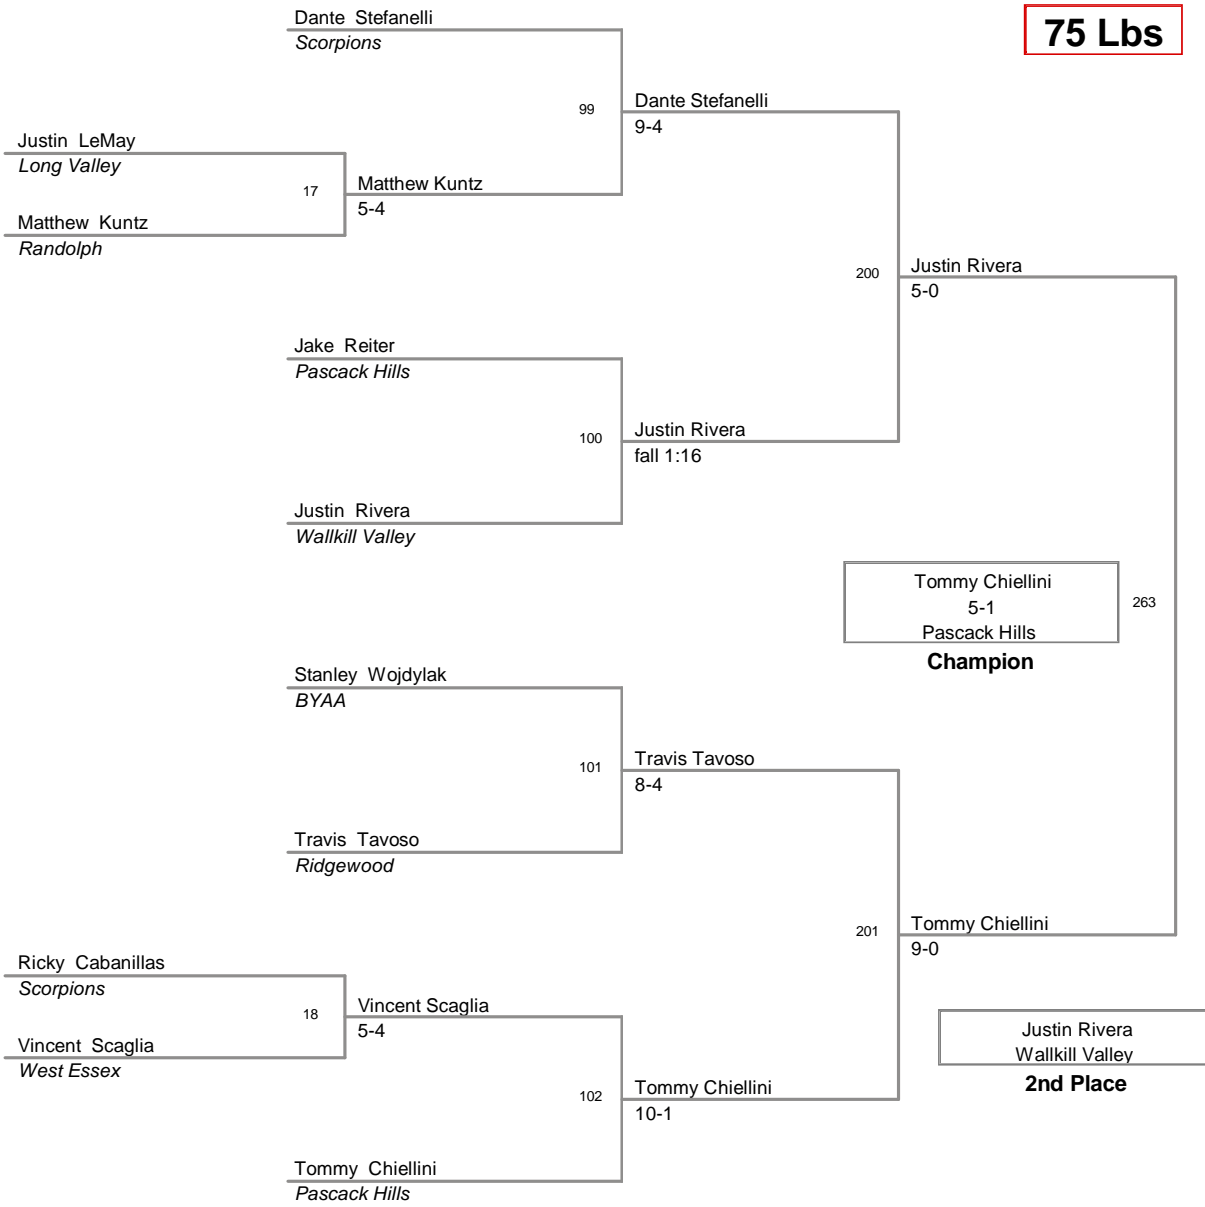 Dante Stefanelli
Scorpions
75 Lbs
99
Dante Stefanelli
9-4
Justin LeMay
Long Valley
17
Matthew Kuntz
5-4
Matthew Kuntz
Randolph
200
Justin Rivera
5-0
Jake Reiter
Pascack Hills
100
Justin Rivera
fall 1:16
Justin Rivera
Wallkill Valley
Tommy Chiellini
5-1
Pascack Hills
Champion
263
Stanley Wojdylak
BYAA
101
Travis Tavoso
8-4
Travis Tavoso
Ridgewood
201
Tommy Chiellini
9-0
Ricky Cabanillas
Scorpions
18
Vincent Scaglia
5-4
Vincent Scaglia
West Essex
Justin Rivera
Wallkill Valley
2nd Place
102
Tommy Chiellini
10-1
Tommy Chiellini
Pascack Hills